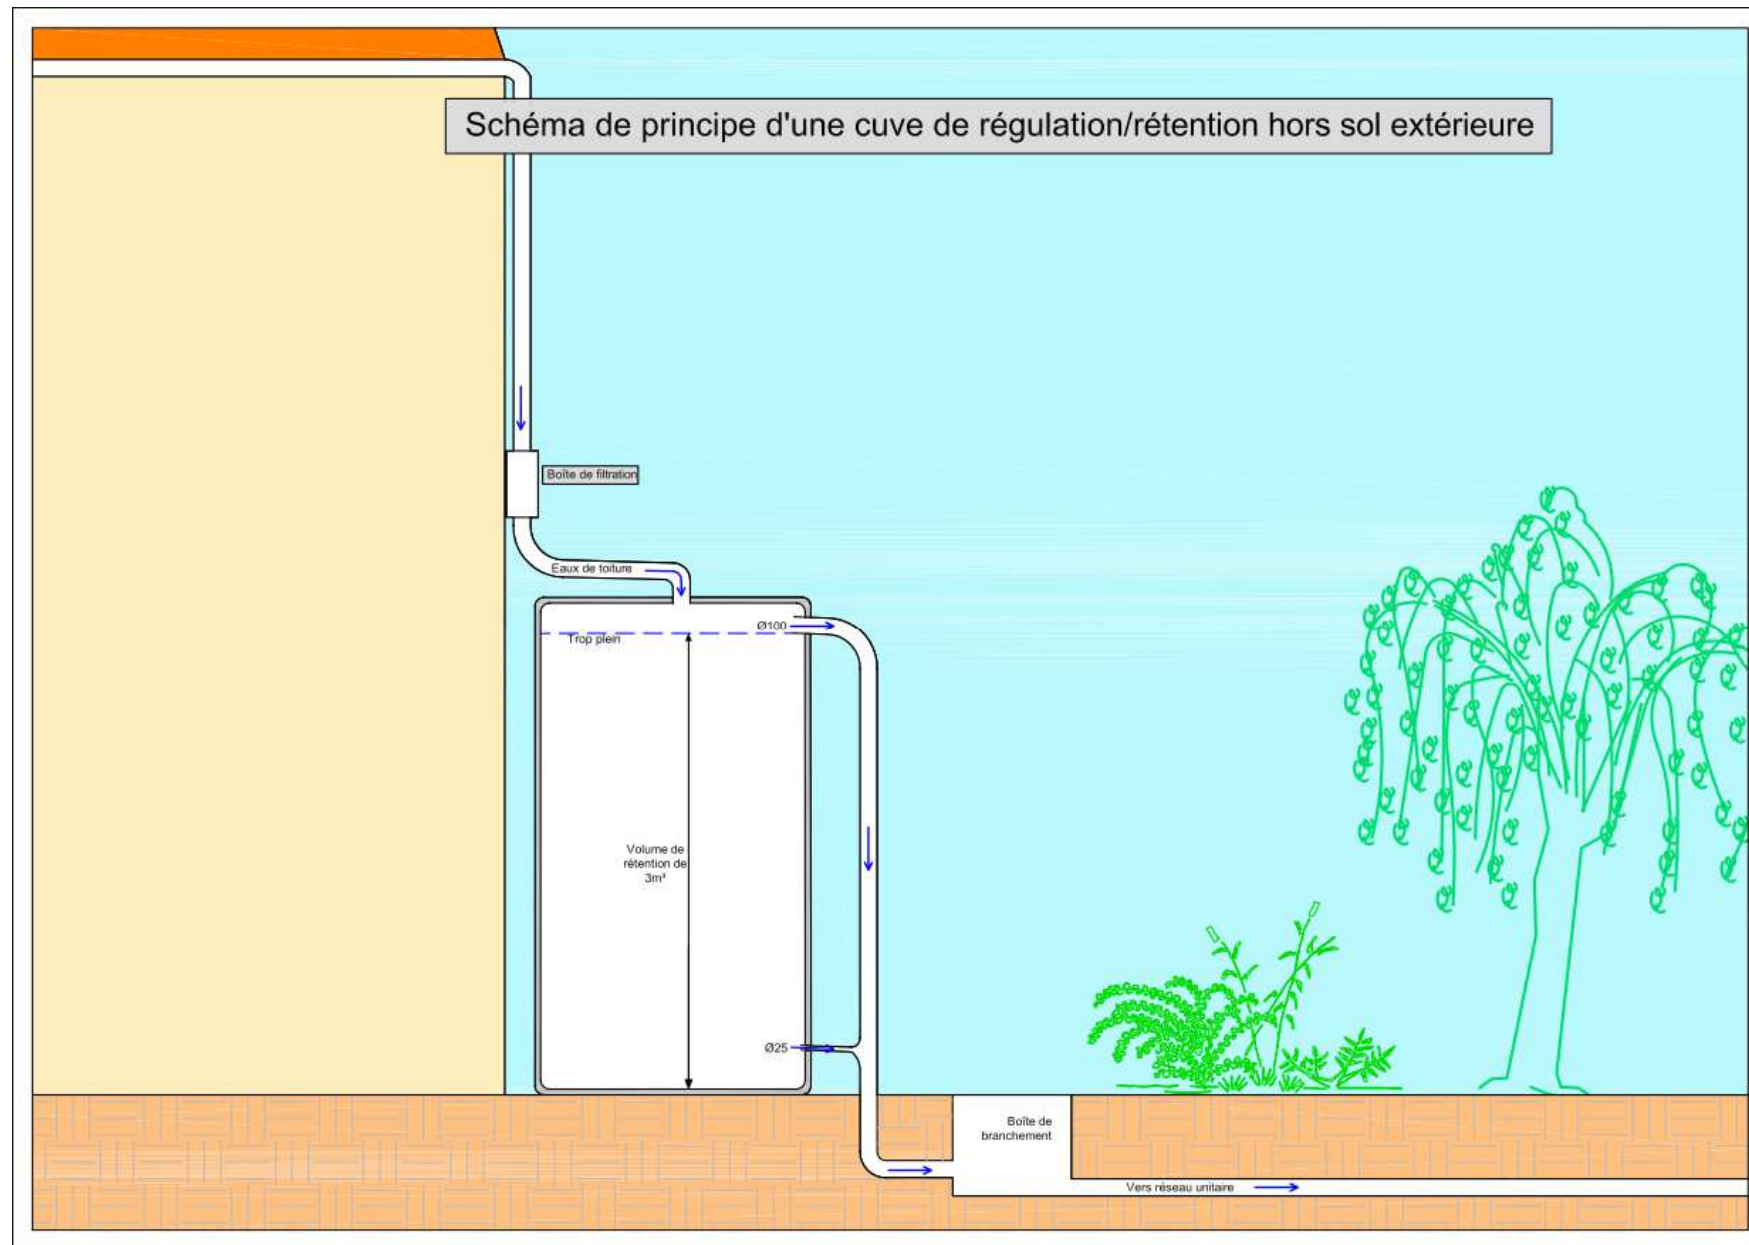 Schéma de principe d'une cuve de régulation/rétention hors sol extérieure
Boîte de filtration
Eaux de toiture
Ø100
Trop plein
Volume de
rétention de
3m³
Ø25
Boîte de
branchement
Vers réseau unitaire